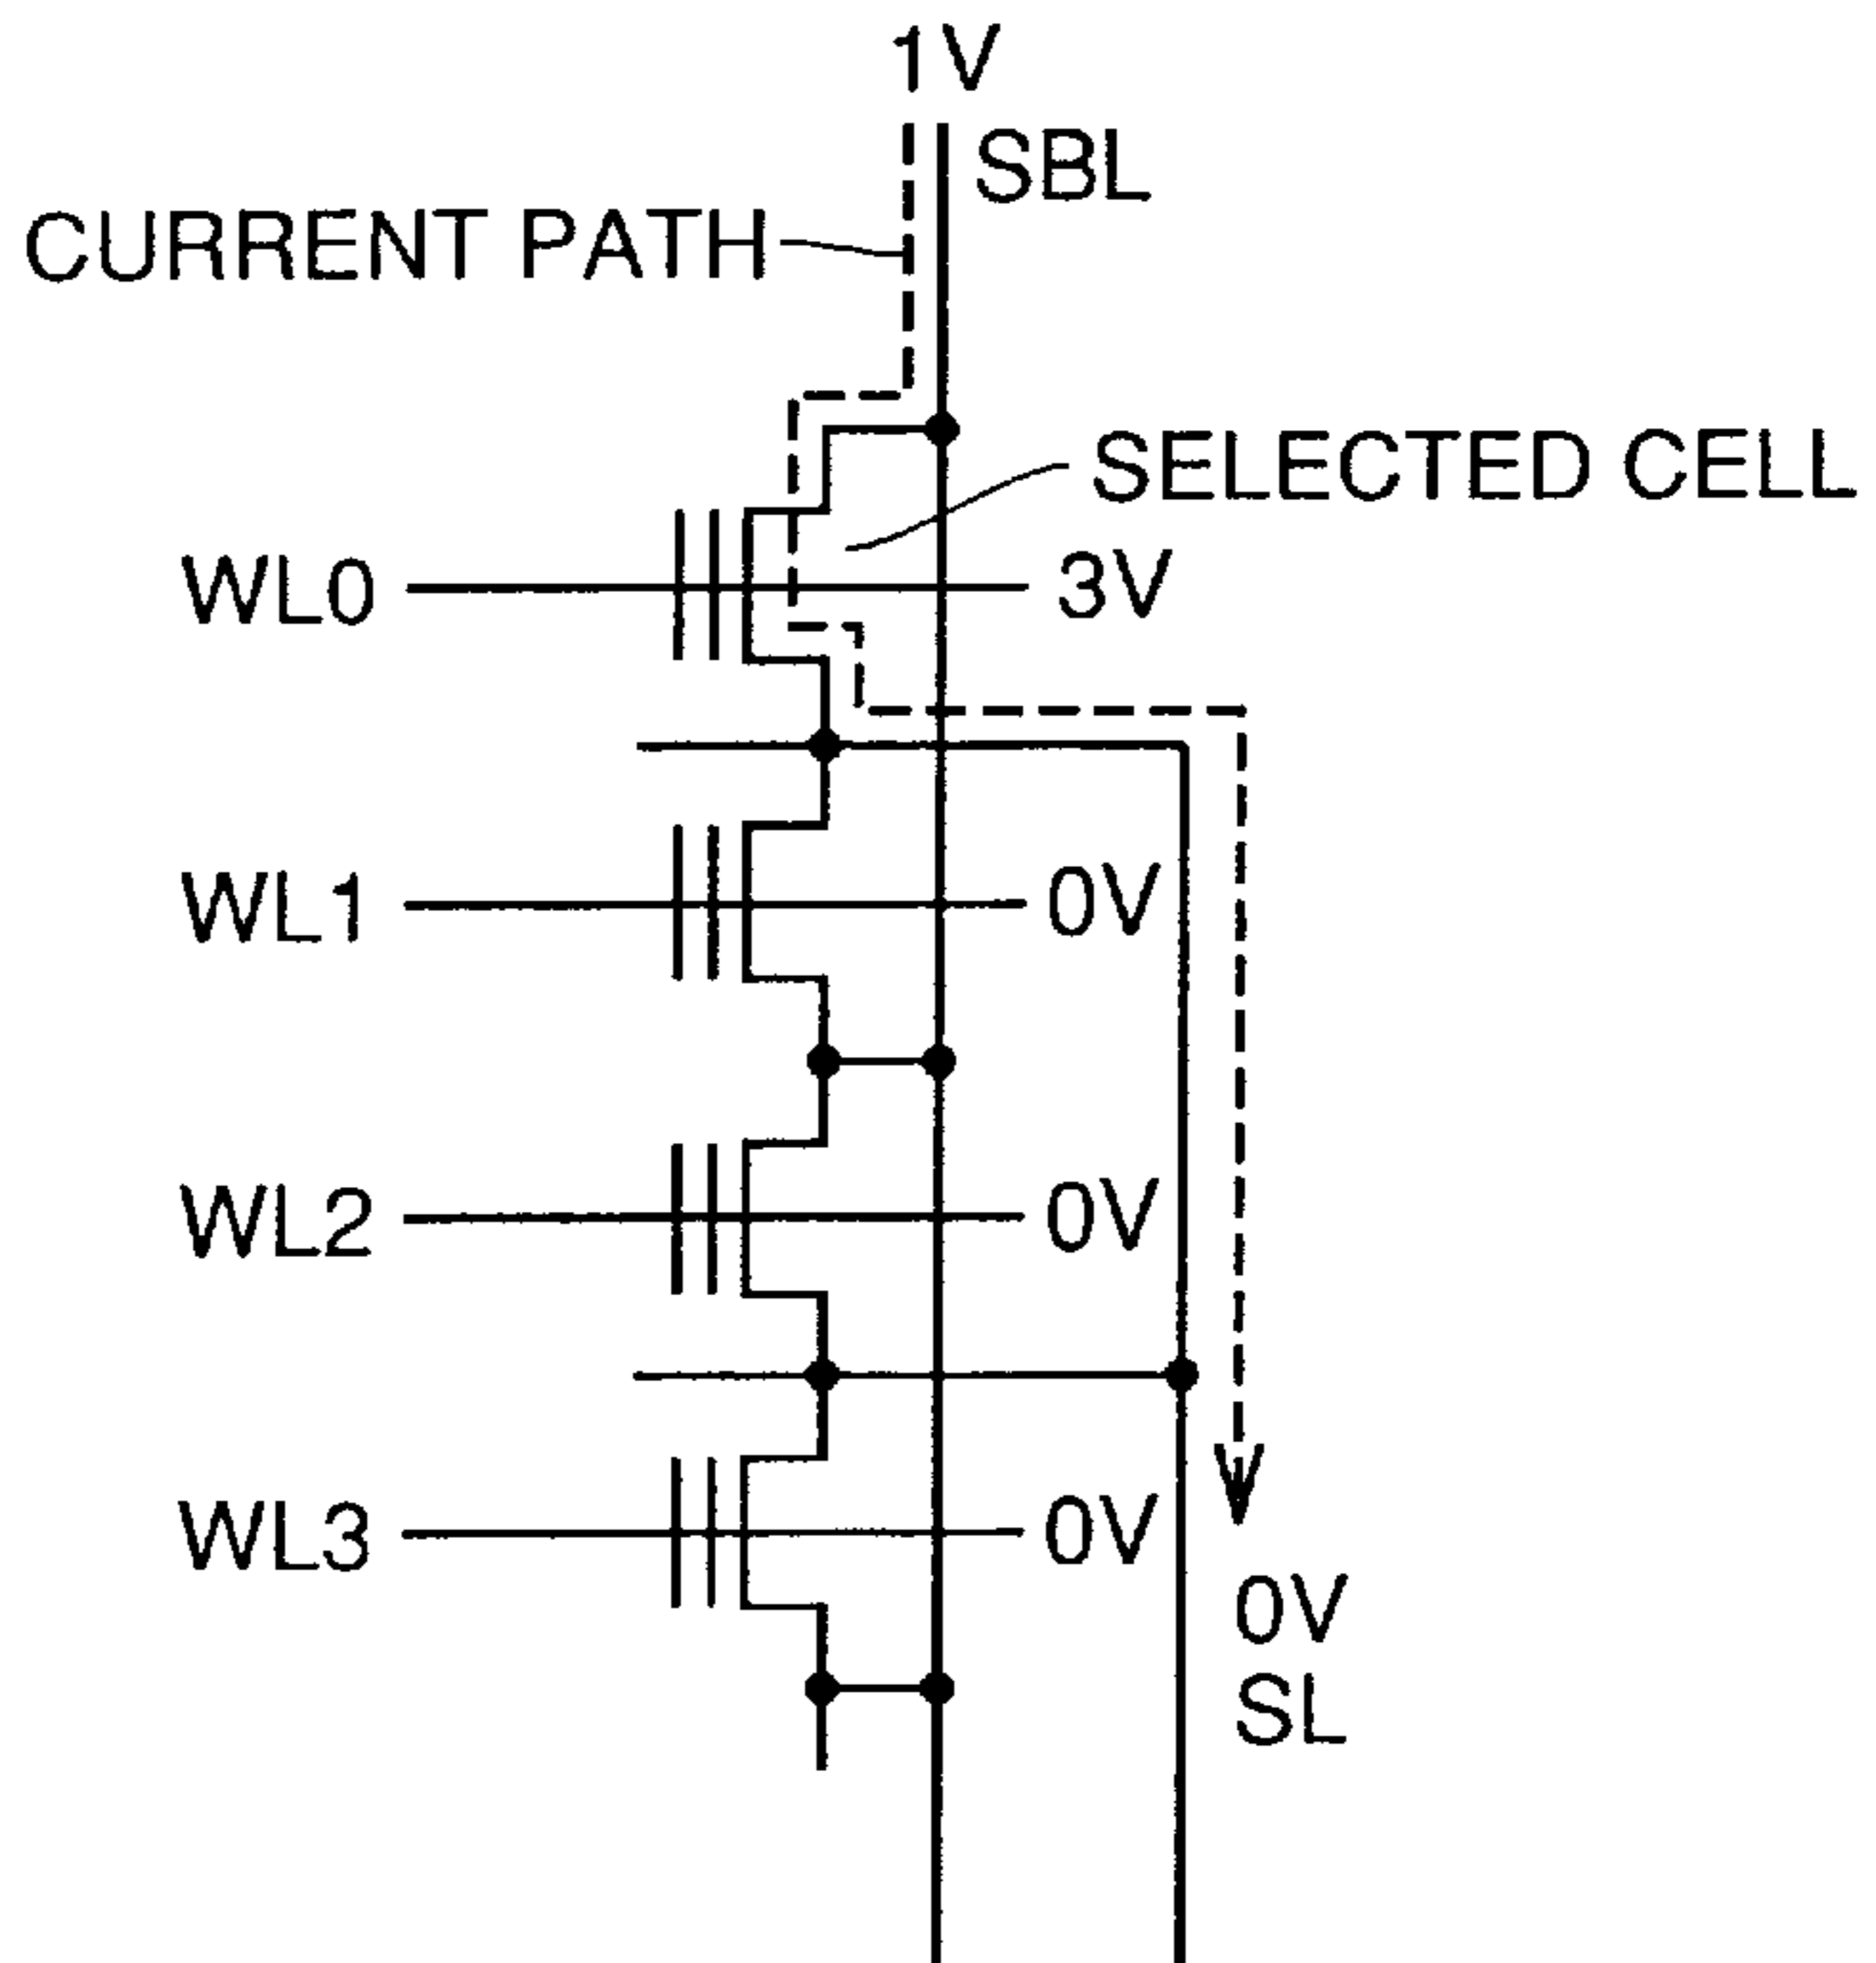 1V
SBL
CURRENT PATH
SELECTED CELL
WL0 3V
WL1 0V
WL2 0V
WL3 0V
0V
SL